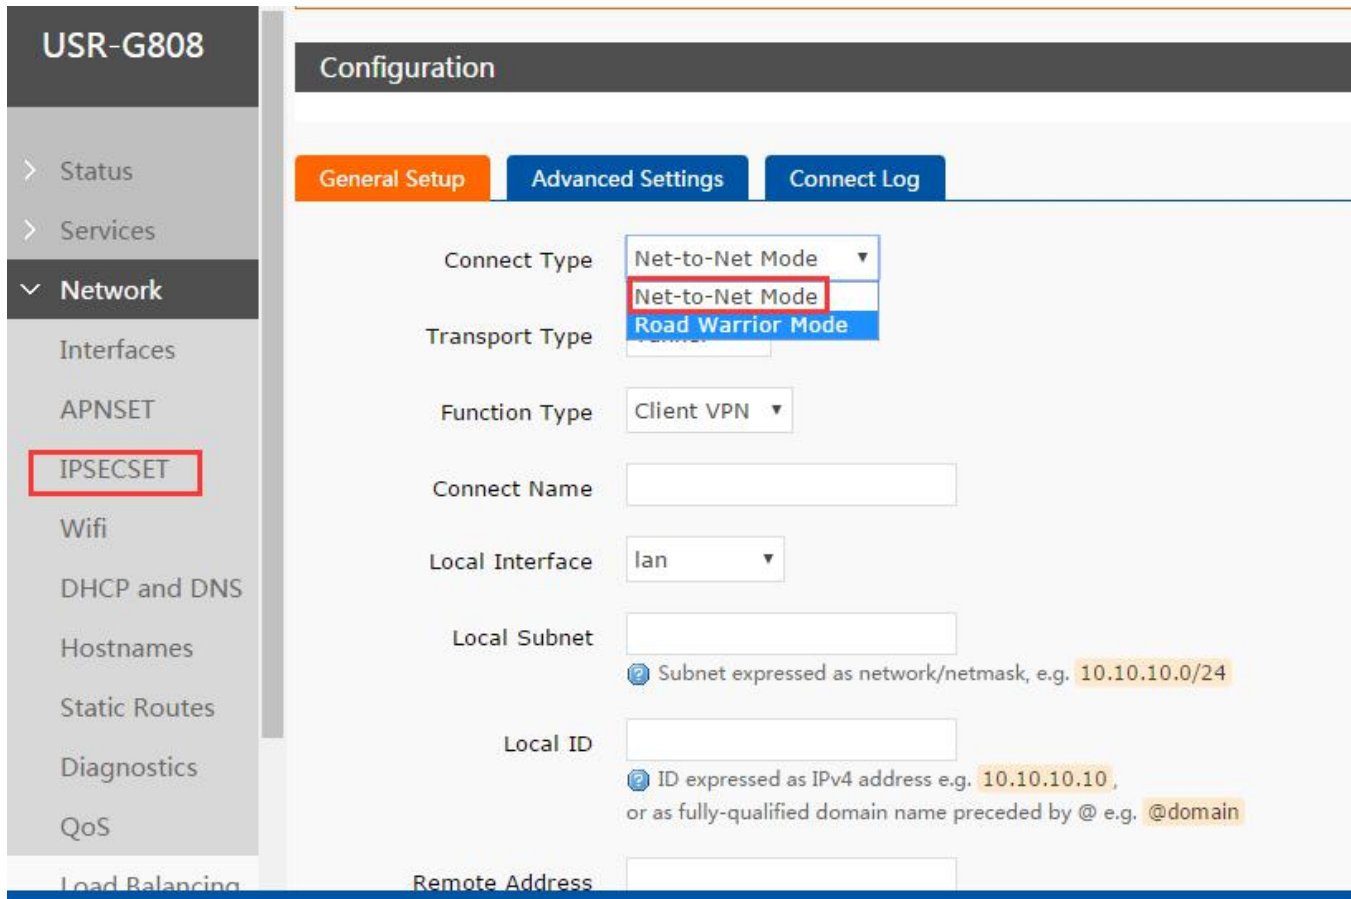 USR-G808
Status
Services
Network
Interfaces
APNSET
IPSECSET
Wifi
DHCP and DNS
Hostnames
Static Routes
Diagnostics
QoS
Load Balancing
Configuration
General Setup Advanced Settings Connect Log
Connect Type Net-to-Net Mode
Net-to-Net Mode
Road Warrior Mode
Transport Type
Function Type Client VPN
Connect Name
Local Interface lan
Local Subnet
Subnet expressed as network/netmask, e.g. 10.10.10.0/24
Local ID
ID expressed as IPv4 address e.g. 10.10.10.10 ,
or as fully-qualified domain name preceded by @ e.g. @domain
Remote Address